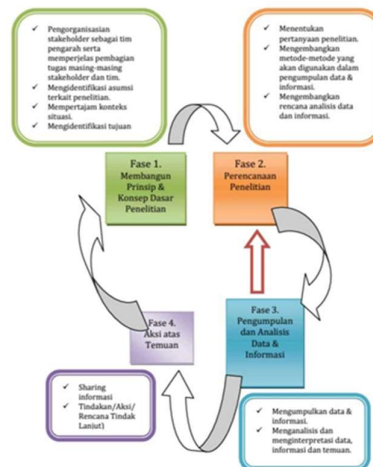 ✓ Pengorganisasian
stakeholder sebagai tim
pengarah serta
memperjelas pembagian
tugas masing-masing
stakeholder dan tim.
✓ Mengidentifikasi asumsi
terkait penelitian.
✓ Mempertajam konteks
situasi.
✓ Mengidentifikasi tujuan
✓ Menentukan
pertanyaan penelitian.
✓ Mengembangkan
metode-metode yang
akan digunakan dalam
pengumpulan data &
informasi.
✓ Mengembangkan
rencana analisis data
dan informasi.
Fase 1.
Membangun
Prinsip &
Konsep Dasar
Penelitian
Fase 2.
Perencanaan
Penelitian
Fase 4.
Aksi atas
Temuan
Fase 3.
Pengumpulan
dan Analisis
Data &
Informasi
✓ Sharing
informasi
✓ Tindakan/Aksi/
Rencana Tindak
Lanjut)
✓ Mengumpulkan data &
informasi.
✓ Menganalisis dan
menginterpretasi data,
informasi dan temuan.